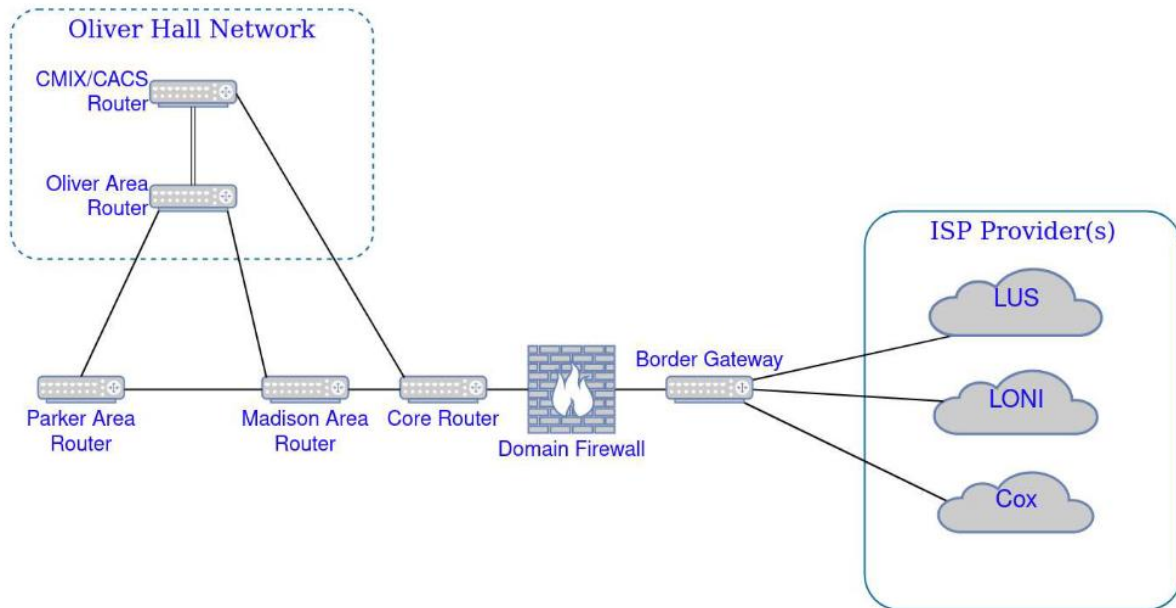 Oliver Hall Network
CMIX/CACS
Router
Oliver Area
Router
ISP Provider(s)
LUS
LONI
Cox
Border Gateway
Parker Area
Router
Madison Area
Router
Core Router
Domain Firewall